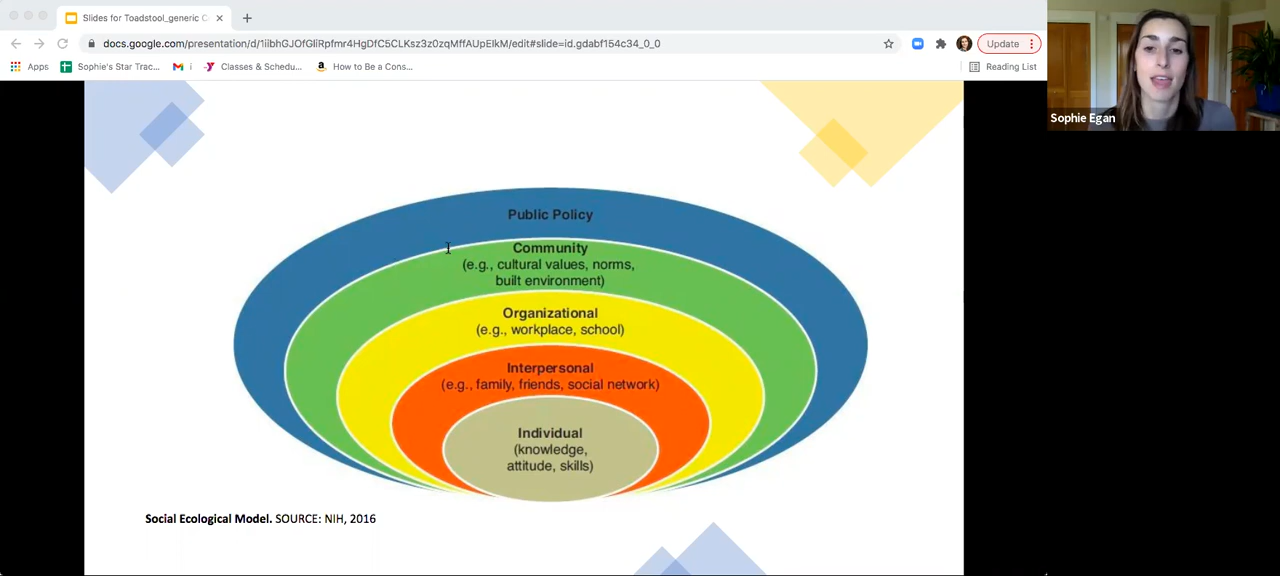 Slides for Toadstool_generic C
docs.google.com/presentation/d/1iibhGJOfGliRpfmr4HgDfC5CLKsz3z0zqMffAUpEIkM/edit#slide=id.gdabf154c34_0_0
Update
Apps
Sophie's Star Trac...
i
Classes & Schedu...
How to Be a Cons...
Reading List
Sophie Egan
Public Policy
Community
(e.g., cultural values, norms,
built environment)
Organizational
(e.g., workplace, school)
Interpersonal
(e.g., family, friends, social network)
Individual
(knowledge,
attitude, skills)
Social Ecological Model. SOURCE: NIH, 2016